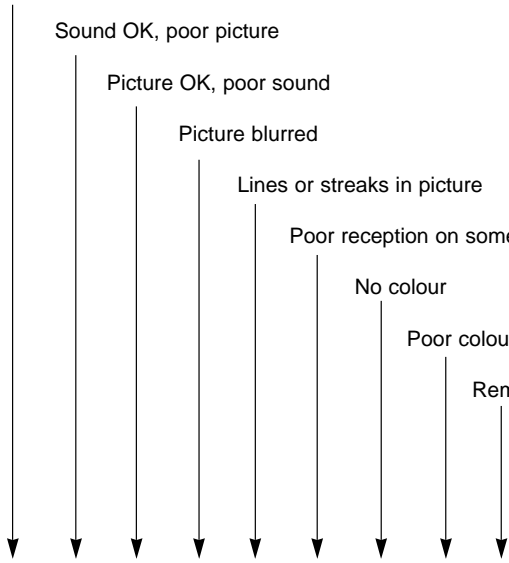 Sound OK, poor picture
Picture OK, poor sound
Picture blurred
Lines or streaks in picture
Poor reception on some
No colour
Poor colou
Rem